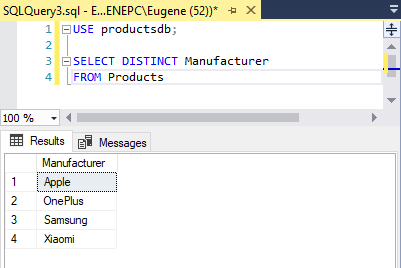 SQLQuery3.sql - E...ENEPC\Eugene (52))*
1 USE productsdb;
2
3 SELECT DISTINCT Manufacturer
4 FROM Products
100 %
Results Messages
Manufacturer
1 Apple
2 OnePlus
3 Samsung
4 Xiaomi